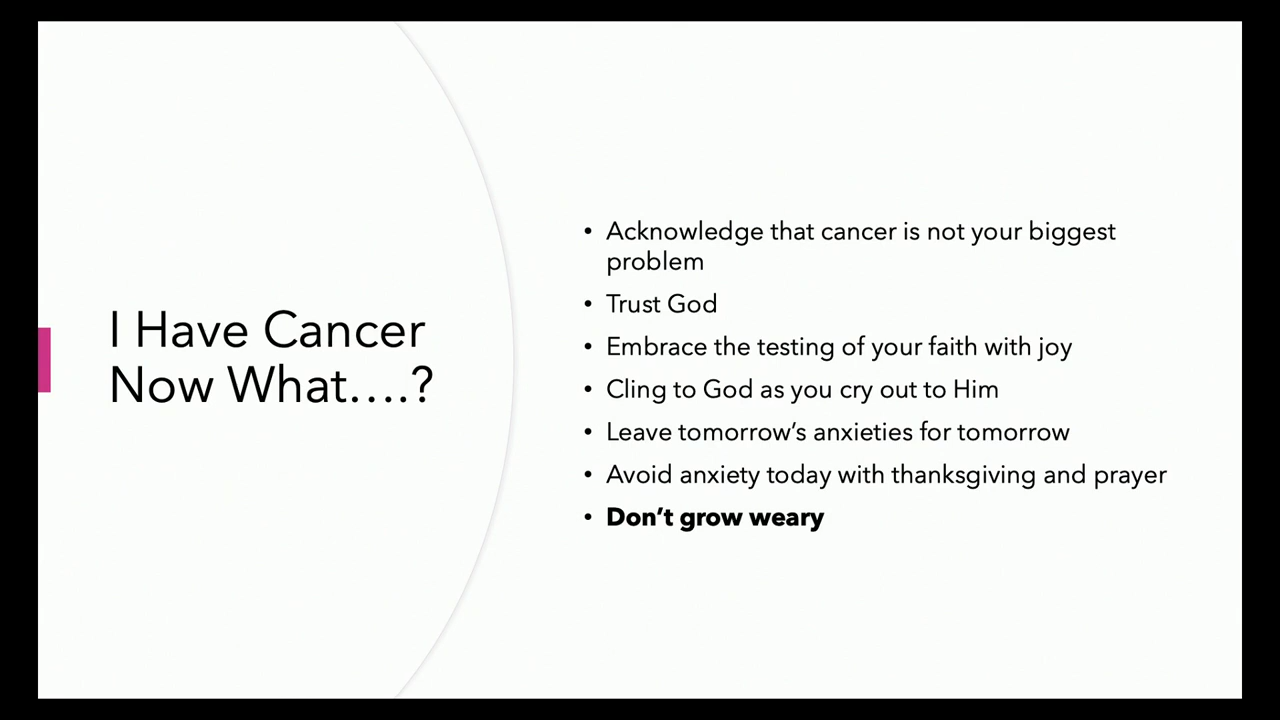 I Have Cancer
Now What….?
• Acknowledge that cancer is not your biggest
problem
• Trust God
• Embrace the testing of your faith with joy
• Cling to God as you cry out to Him
• Leave tomorrow’s anxieties for tomorrow
• Avoid anxiety today with thanksgiving and prayer
• Don’t grow weary